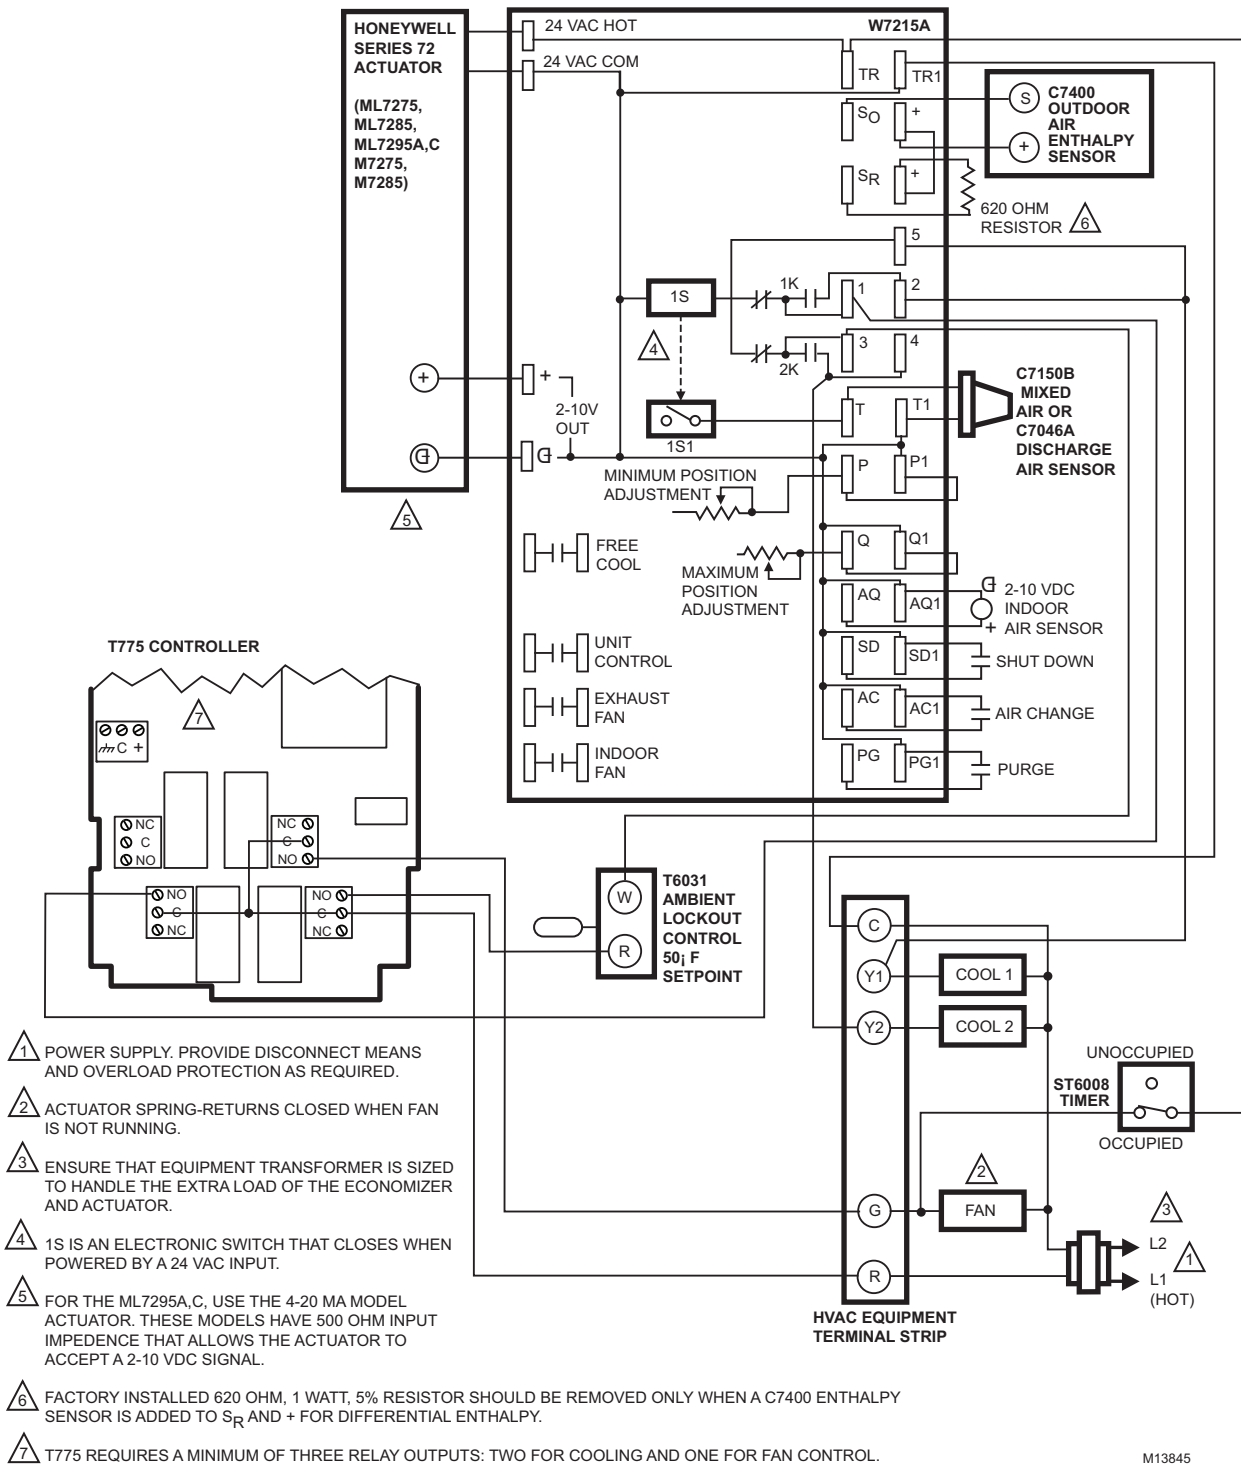 HONEYWELL
SERIES 72
ACTUATOR
(ML7275,
ML7285,
ML7295A,C
M7275,
M7285)
+
5
24 VAC HOT
24 VAC COM
W7215A
TR
TR1
SO
+
SR
+
S
+
C7400
OUTDOOR
AIR
ENTHALPY
SENSOR
620 OHM
RESISTOR
6
5
1S
1K
1
2
4
2K
3
4
+
2-10V
OUT
1S1
T
T1
C7150B
MIXED
AIR OR
C7046A
DISCHARGE
AIR SENSOR
MINIMUM POSITION
ADJUSTMENT
P
P1
FREE
COOL
MAXIMUM
POSITION
ADJUSTMENT
Q
Q1
AQ
AQ1
2-10 VDC
INDOOR
+ AIR SENSOR
UNIT
CONTROL
SD
SD1
SHUT DOWN
EXHAUST
FAN
AC
AC1
AIR CHANGE
INDOOR
FAN
PG
PG1
PURGE
T775 CONTROLLER
7
C +
NC
C
NO
NC
C
NO
NO
C
NC
NO
C
NC
W
R
T6031
AMBIENT
LOCKOUT
CONTROL
50¡ F
SETPOINT
C
Y1
COOL 1
Y2
COOL 2
UNOCCUPIED
ST6008
TIMER
OCCUPIED
2
G
FAN
3
L2
1
R
L1
(HOT)
HVAC EQUIPMENT
TERMINAL STRIP
1 POWER SUPPLY. PROVIDE DISCONNECT MEANS
AND OVERLOAD PROTECTION AS REQUIRED.
2 ACTUATOR SPRING-RETURNS CLOSED WHEN FAN
IS NOT RUNNING.
3 ENSURE THAT EQUIPMENT TRANSFORMER IS SIZED
TO HANDLE THE EXTRA LOAD OF THE ECONOMIZER
AND ACTUATOR.
4 1S IS AN ELECTRONIC SWITCH THAT CLOSES WHEN
POWERED BY A 24 VAC INPUT.
5 FOR THE ML7295A,C, USE THE 4-20 MA MODEL
ACTUATOR. THESE MODELS HAVE 500 OHM INPUT
IMPEDENCE THAT ALLOWS THE ACTUATOR TO
ACCEPT A 2-10 VDC SIGNAL.
6 FACTORY INSTALLED 620 OHM, 1 WATT, 5% RESISTOR SHOULD BE REMOVED ONLY WHEN A C7400 ENTHALPY
SENSOR IS ADDED TO SR AND + FOR DIFFERENTIAL ENTHALPY.
7 T775 REQUIRES A MINIMUM OF THREE RELAY OUTPUTS: TWO FOR COOLING AND ONE FOR FAN CONTROL.
M13845